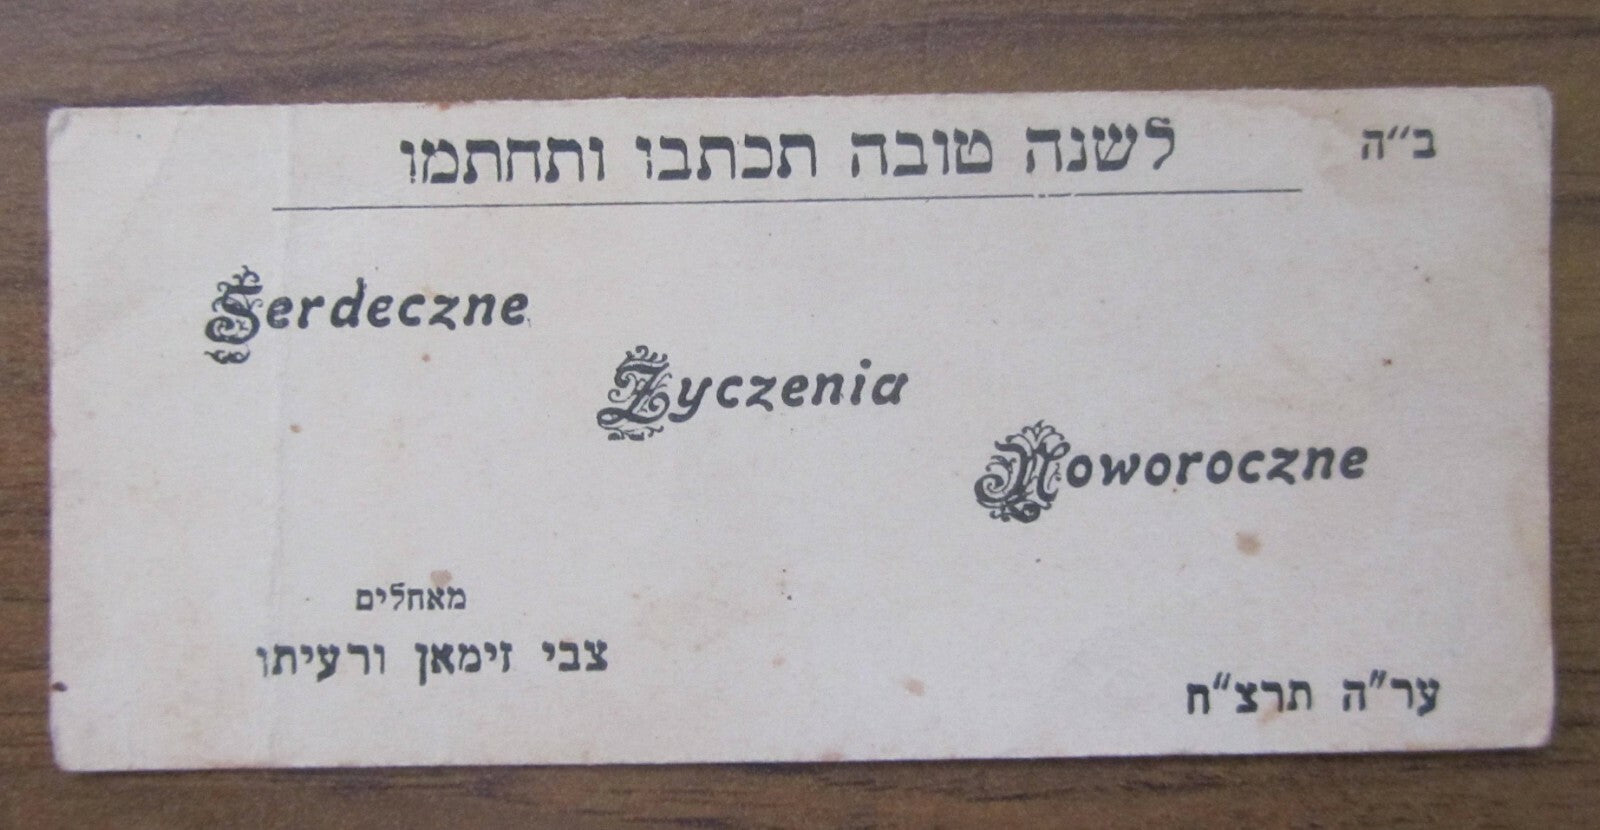 ב"ה
לשנה טובה תכתבו ותחתמו
Serdeczne
Życzenia
Noworoczne
מאחלים
צבי זימאן ורעיתו
ער"ה תרצ"ח